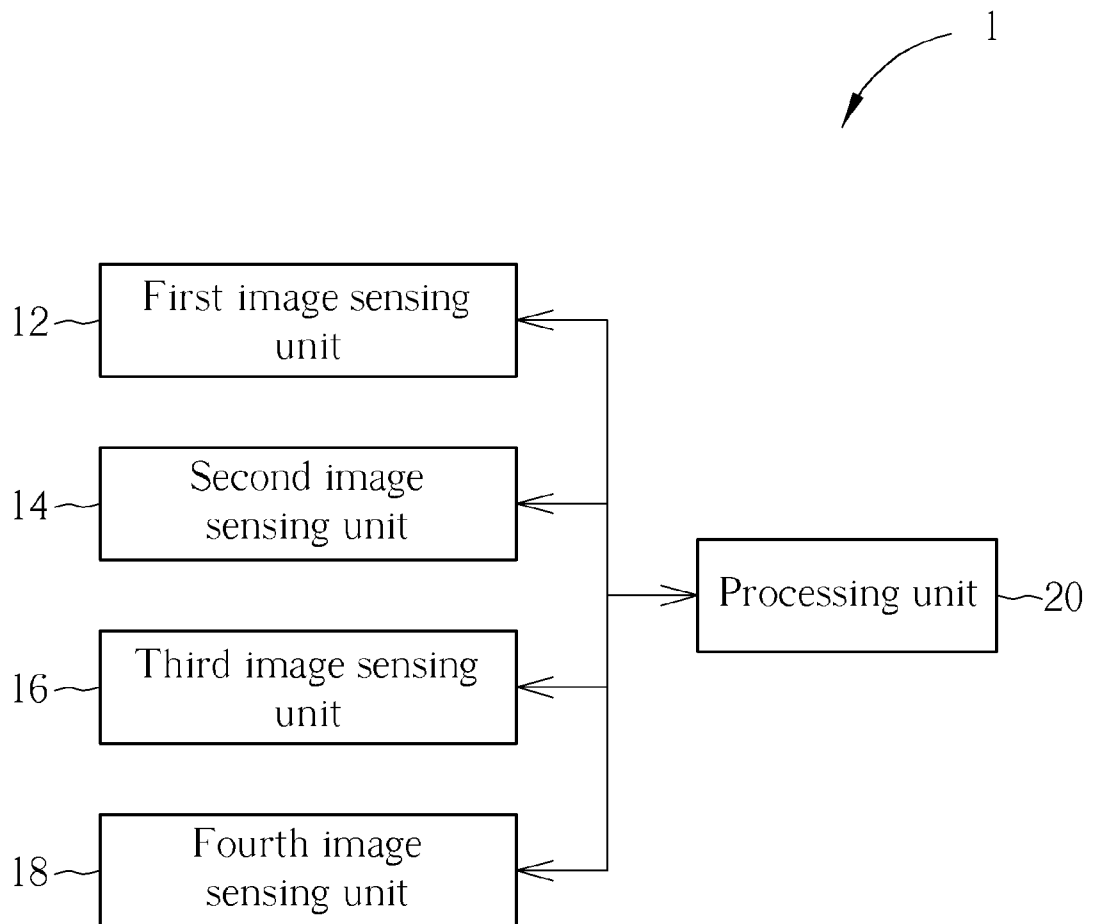 1
First image sensing
unit
12
Second image
sensing unit
14
Processing unit
20
Third image sensing
unit
16
Fourth image
sensing unit
18